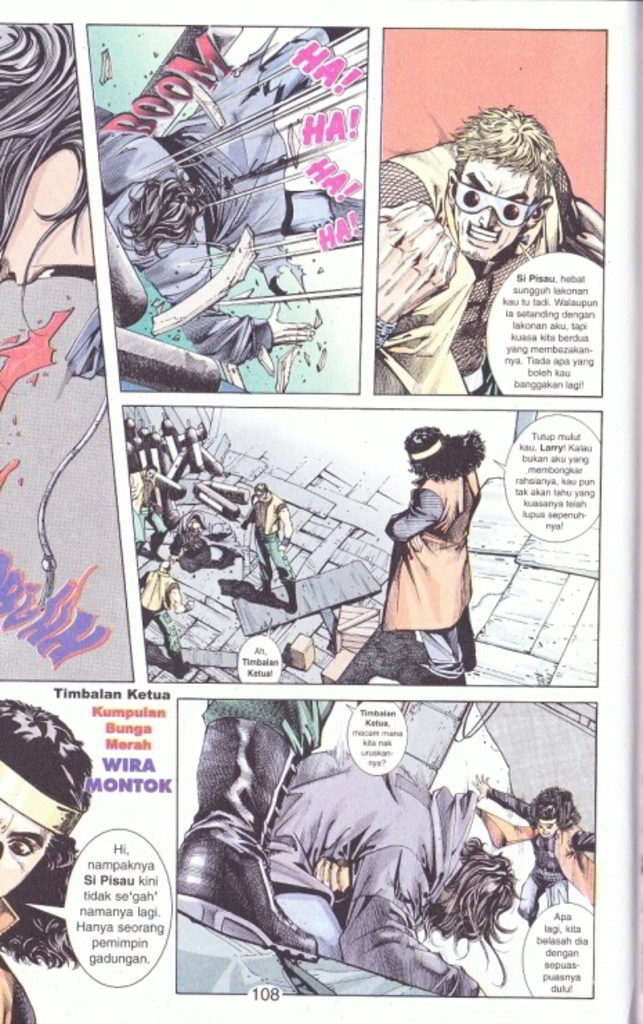 BOOM
HA!
HA!
HA!
HA!
Si Pisau, hebat
sungguh lakonan
kau tu tadi. Walaupun
ia setanding dengan
lakonan aku, tapi
kuasa kita berdua
yang membezakan-
nya. Tiada apa yang
boleh kau
banggakan lagi!
Tutup mulut
kau, Larry! Kalau
bukan aku yang
membongkar
rahsianya, kau pun
tak akan tahu yang
kuasanya telah
lupus sepenuh-
nya!
Ah,
Timbalan
Ketua!
Timbalan Ketua
Kumpulan
Bunga
Merah
WIRA
MONTOK
Hi,
nampaknya
Si Pisau kini
tidak se'gah'
namanya lagi.
Hanya seorang
pemimpin
gadungan.
Timbalan
Ketua,
macam mana
kita nak
uruskan-
nya?
Apa
lagi, kita
belasah dia
dengan
sepuas-
puasnya
dulu!
108